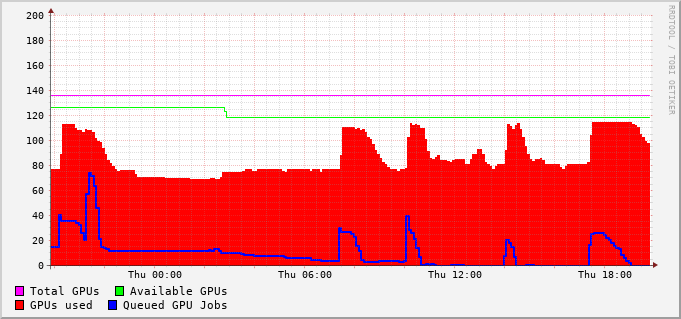 RRDTOOL / TOBI OETIKER
200
180
160
140
120
100
80
60
40
20
0
Thu 00:00 Thu 06:00 Thu 12:00 Thu 18:00
Total GPUs Available GPUs
GPUs used Queued GPU Jobs